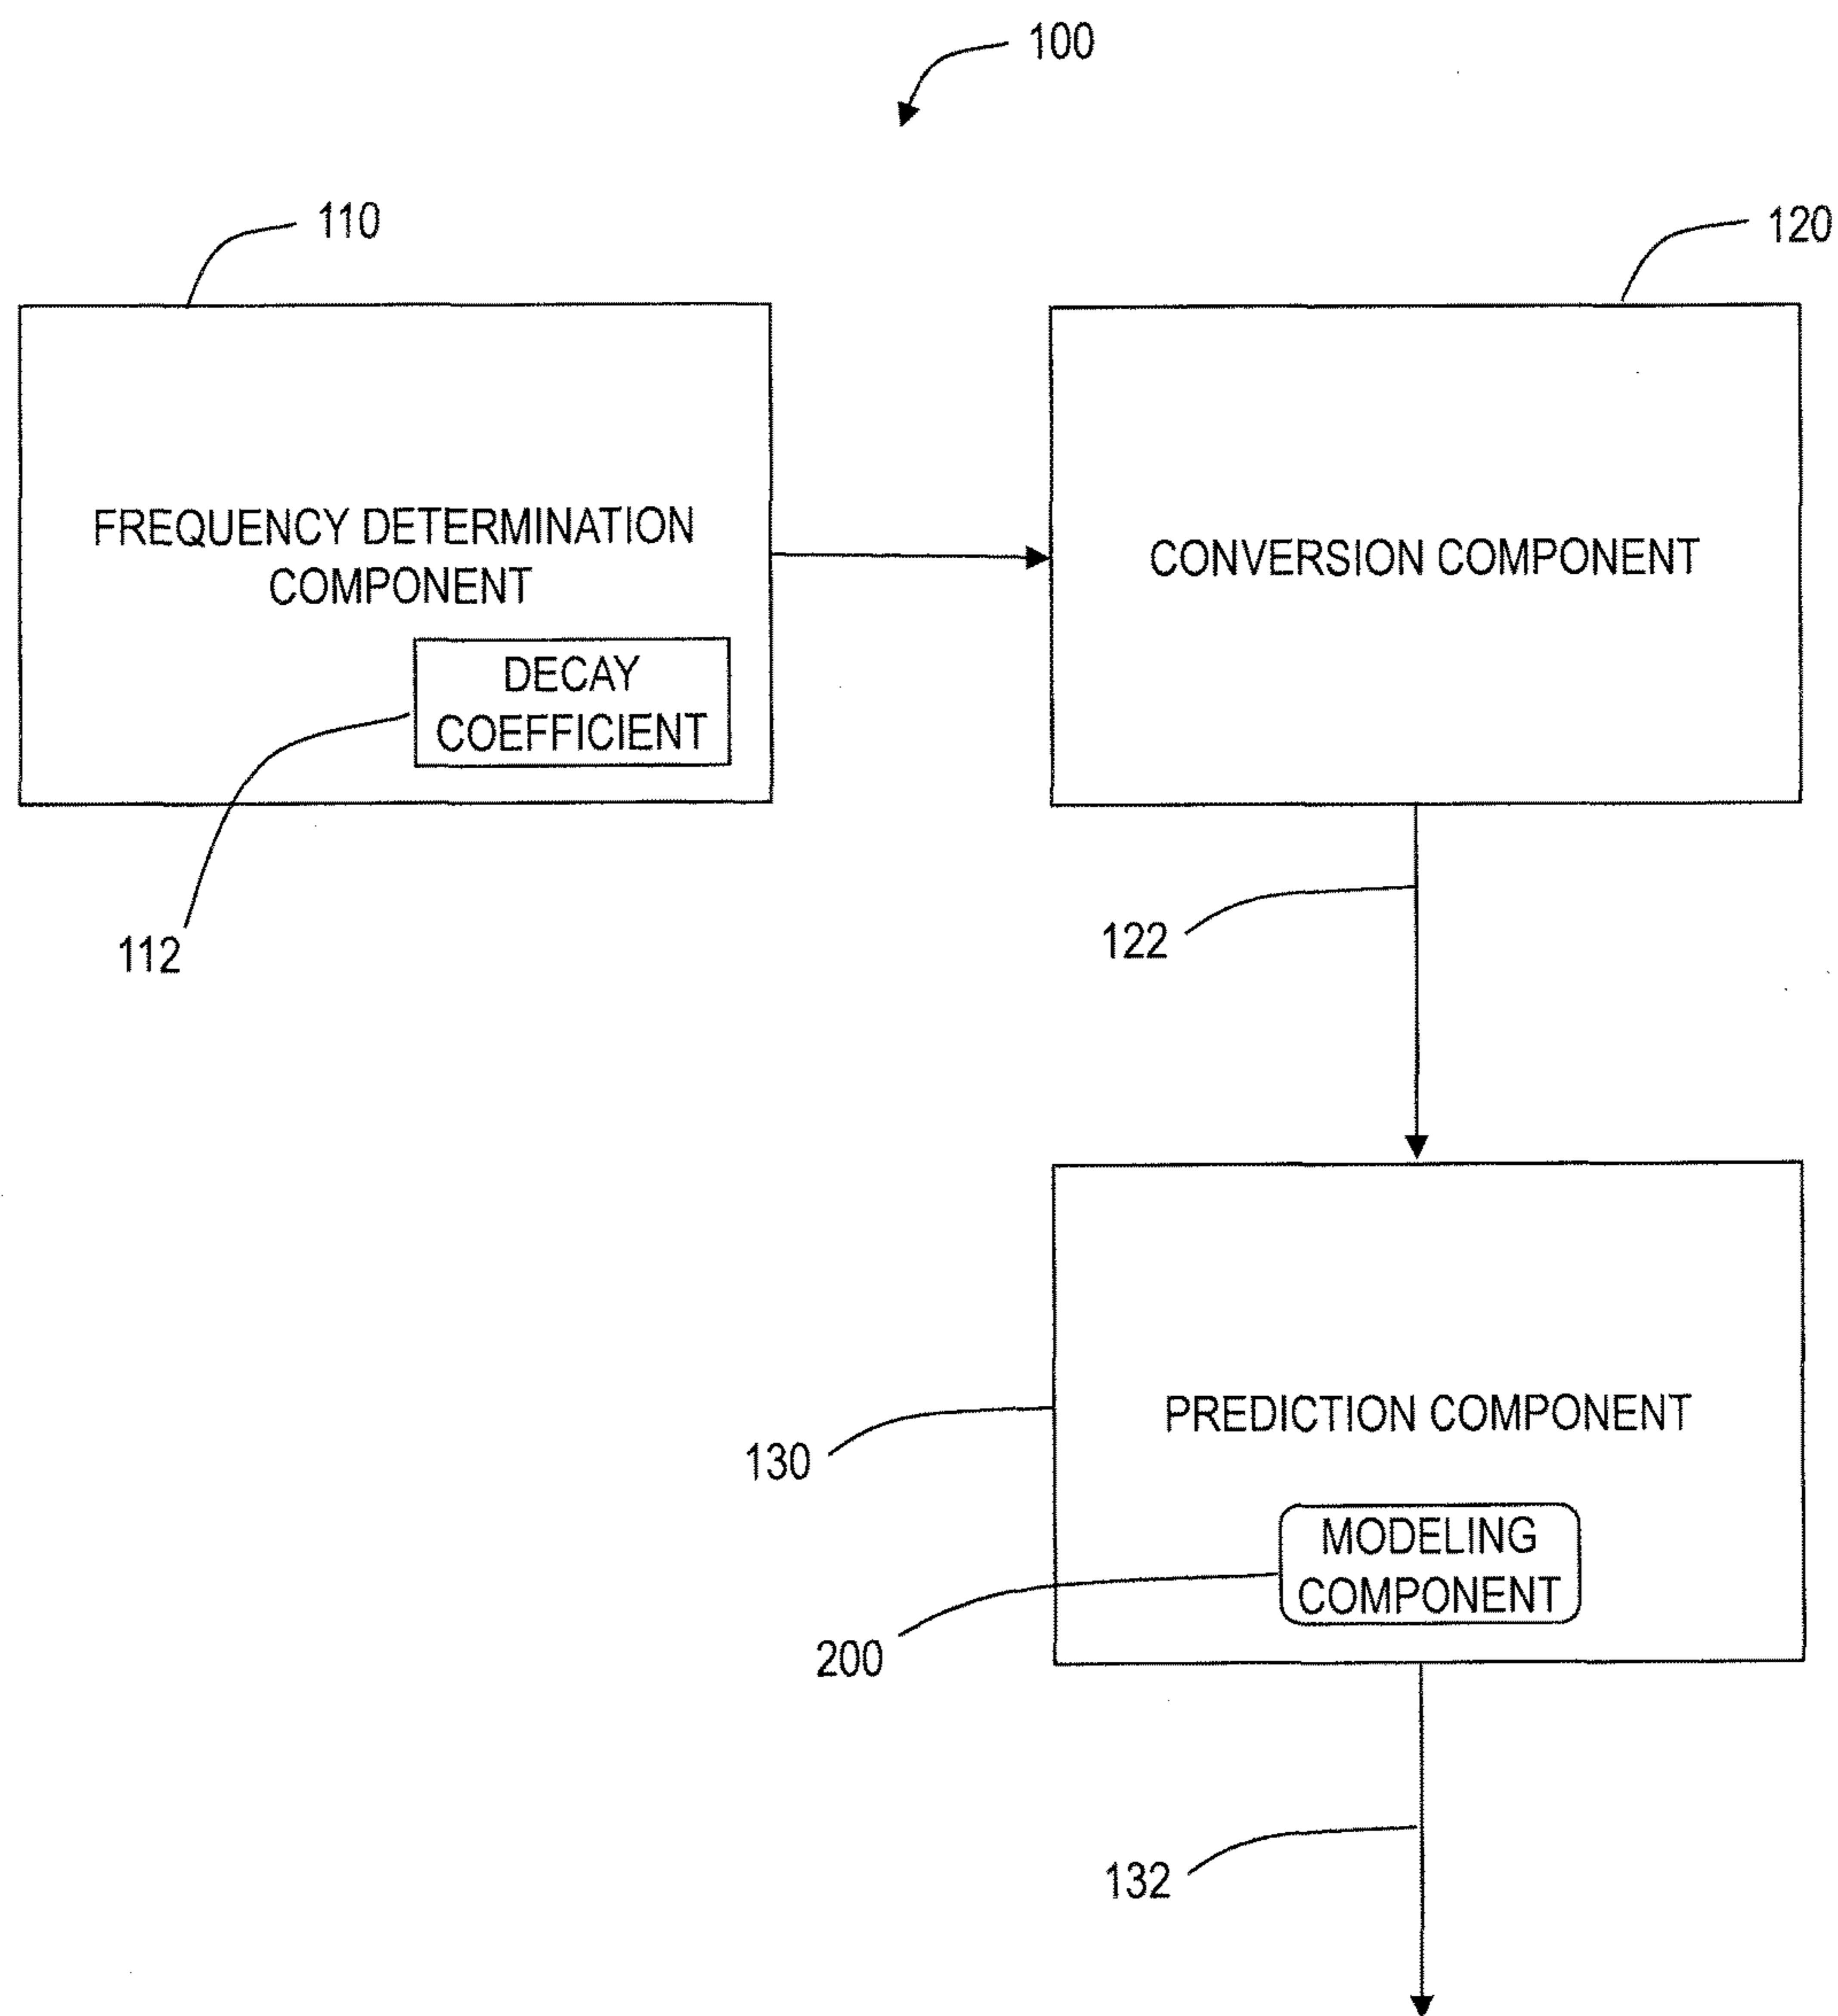 100
110
120
FREQUENCY DETERMINATION
COMPONENT
CONVERSION COMPONENT
DECAY
COEFFICIENT
112
122
PREDICTION COMPONENT
130
MODELING
COMPONENT
200
132